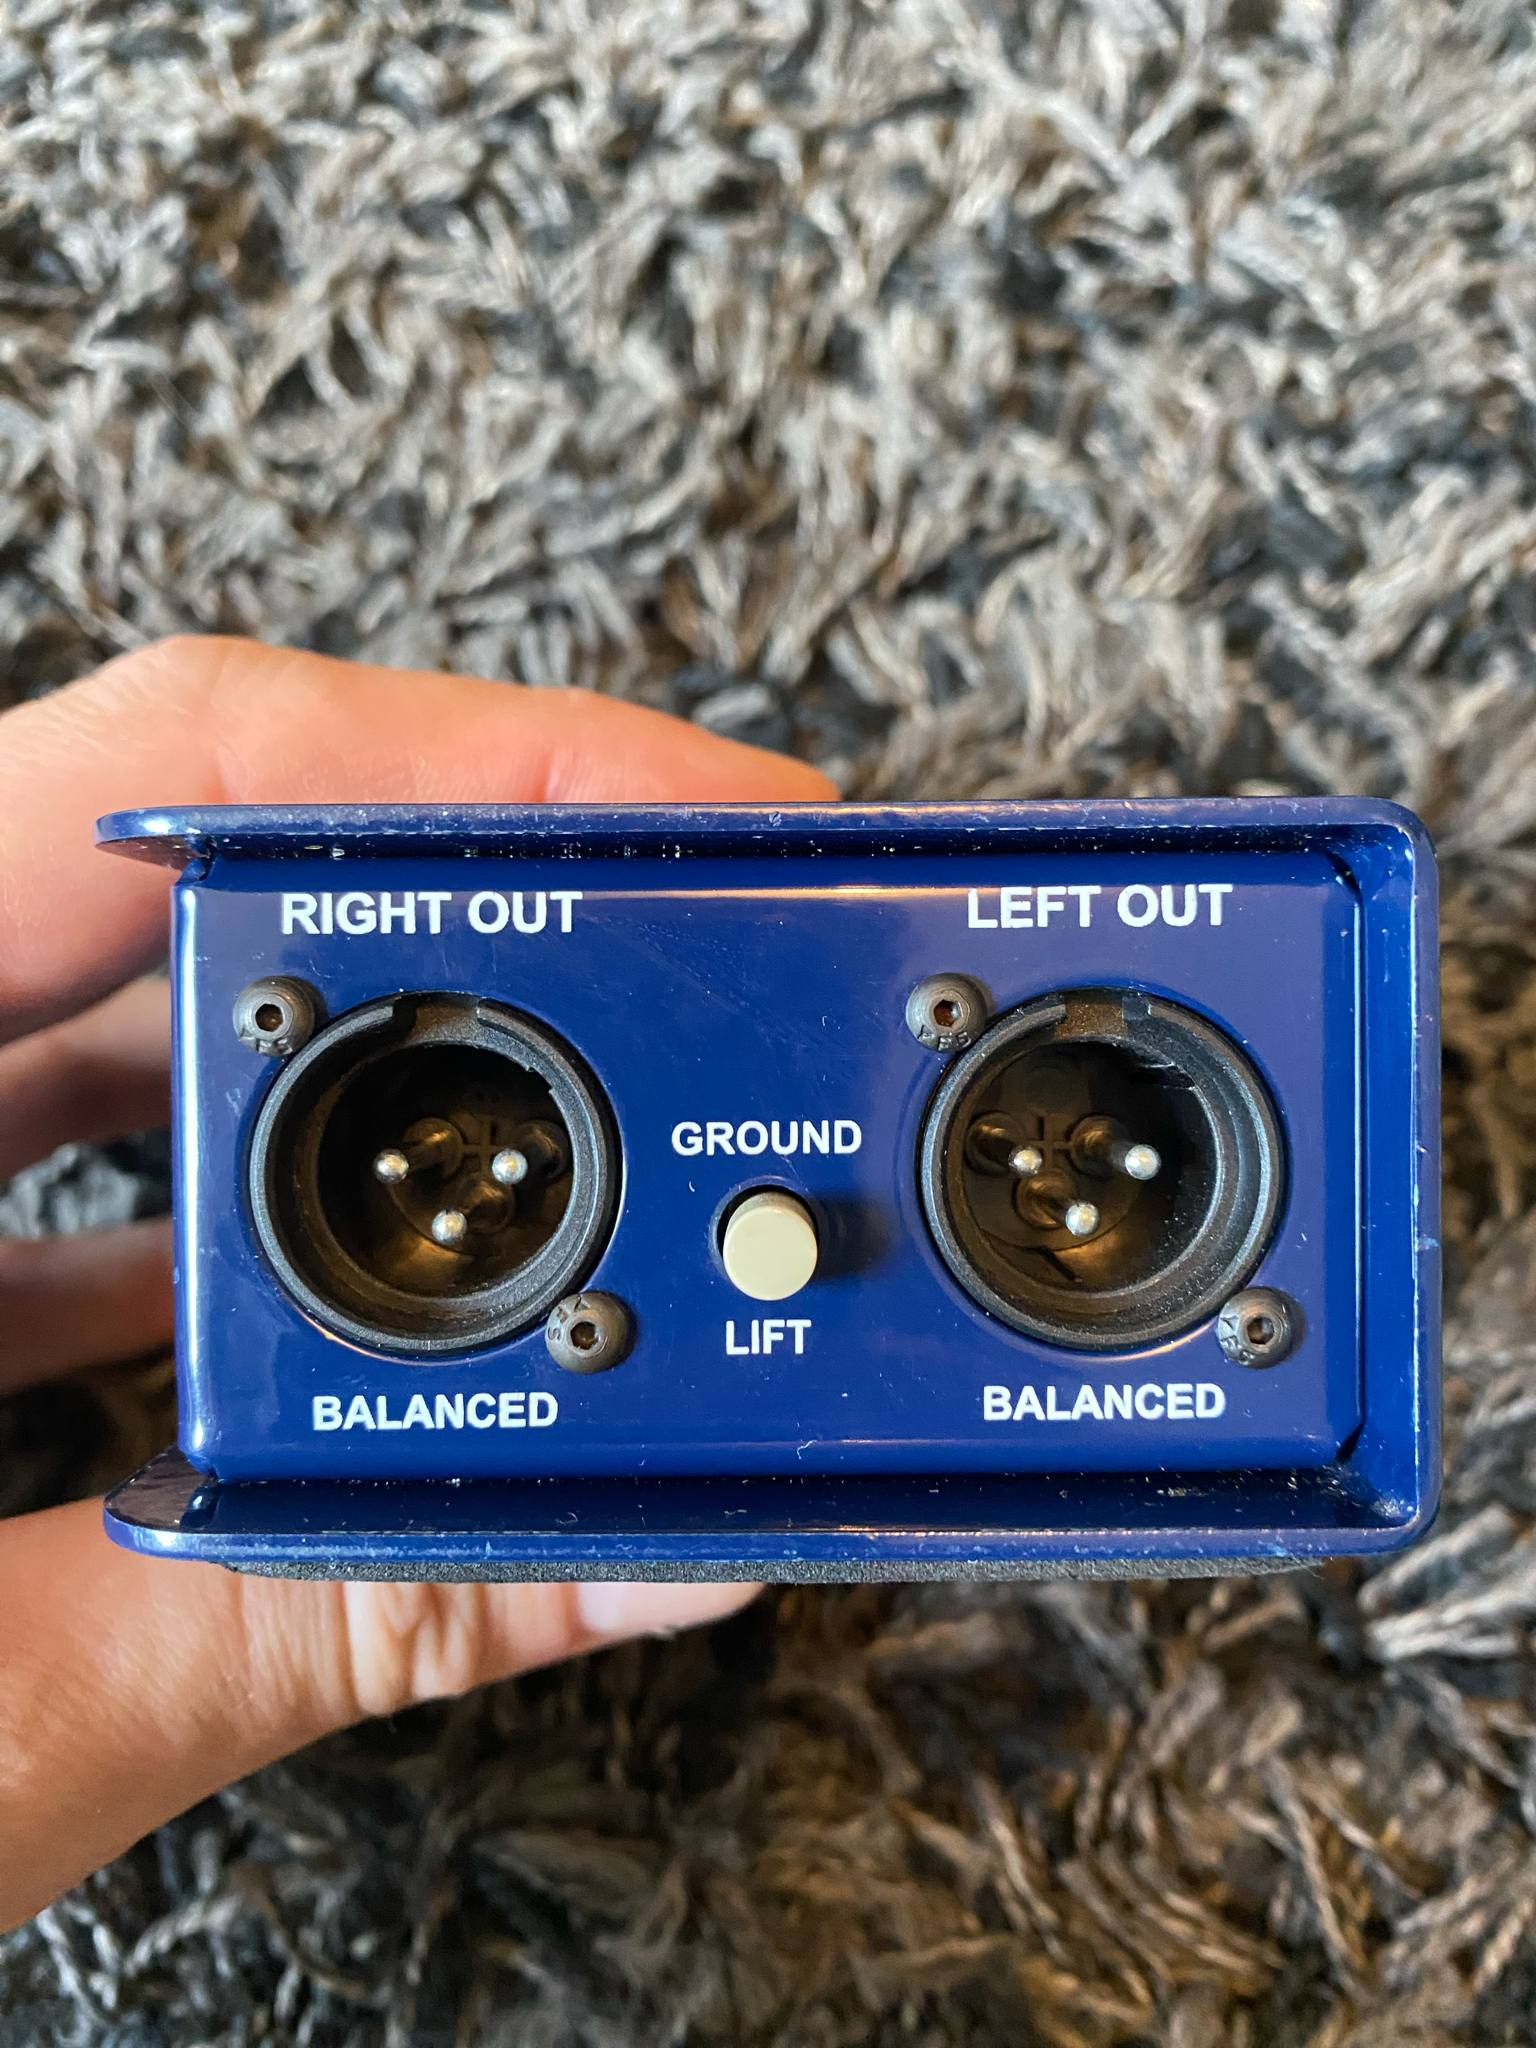 RIGHT OUT
LEFT OUT
GROUND
LIFT
BALANCED
BALANCED